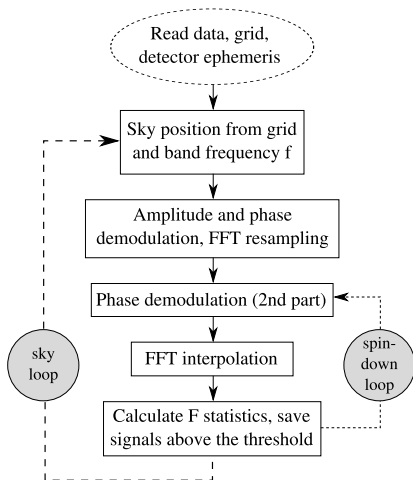 Read data, grid,
detector ephemeris
Sky position from grid
and band frequency f
Amplitude and phase
demodulation, FFT resampling
Phase demodulation (2nd part)
sky
loop
spin-
down
loop
FFT interpolation
Calculate F statistics, save
signals above the threshold